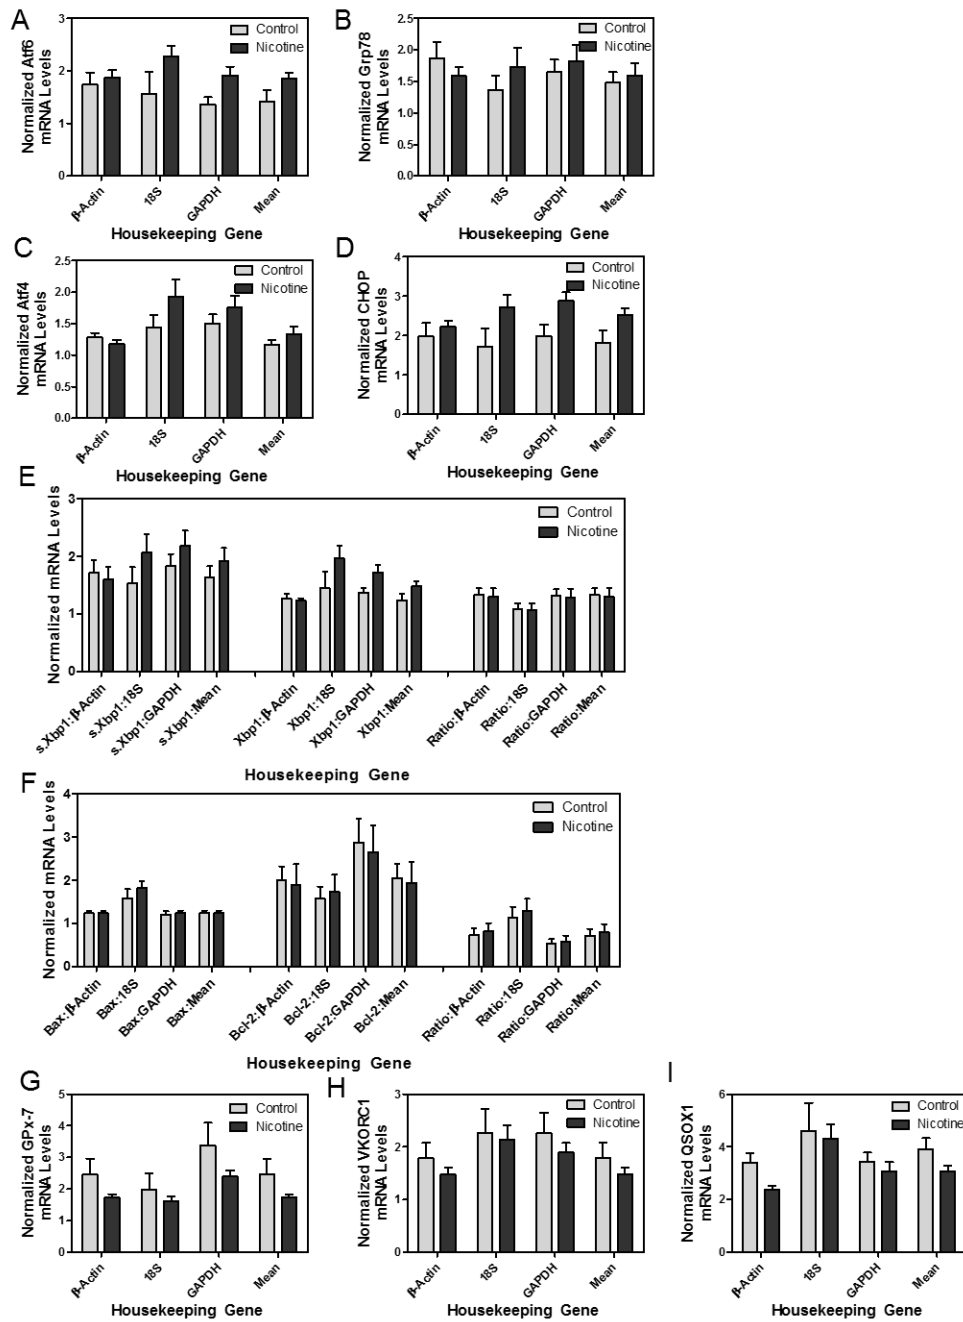 A
Normalized Atf6
mRNA Levels
3
2
1
0
Control
Nicotine
β-Actin
18S
GAPDH
Mean
Housekeeping Gene
B
Normalized Grp78
mRNA Levels
2.5
2.0
1.5
1.0
0.5
0.0
Control
Nicotine
β-Actin
18S
GAPDH
Mean
Housekeeping Gene
C
Normalized Atf4
mRNA Levels
2.5
2.0
1.5
1.0
0.5
0.0
Control
Nicotine
β-Actin
18S
GAPDH
Mean
Housekeeping Gene
D
Normalized CHOP
mRNA Levels
4
3
2
1
0
Control
Nicotine
β-Actin
18S
GAPDH
Mean
Housekeeping Gene
E
Normalized mRNA Levels
3
2
1
0
Control
Nicotine
s.Xbp1:β-Actin
s.Xbp1:18S
s.Xbp1:GAPDH
s.Xbp1:Mean
Xbp1:β-Actin
Xbp1:18S
Xbp1:GAPDH
Xbp1:Mean
Ratio:β-Actin
Ratio:18S
Ratio:GAPDH
Ratio:Mean
Housekeeping Gene
F
Normalized mRNA Levels
4
3
2
1
0
Control
Nicotine
Bax:β-Actin
Bax:18S
Bax:GAPDH
Bax:Mean
Bcl-2:β-Actin
Bcl-2:18S
Bcl-2:GAPDH
Bcl-2:Mean
Ratio:β-Actin
Ratio:18S
Ratio:GAPDH
Ratio:Mean
Housekeeping Gene
G
Normalized GPx-7
mRNA Levels
5
4
3
2
1
0
Control
Nicotine
β-Actin
18S
GAPDH
Mean
Housekeeping Gene
H
Normalized VKORC1
mRNA Levels
3
2
1
0
Control
Nicotine
β-Actin
18S
GAPDH
Mean
Housekeeping Gene
I
Normalized QSOX1
mRNA Levels
6
4
2
0
Control
Nicotine
β-Actin
18S
GAPDH
Mean
Housekeeping Gene